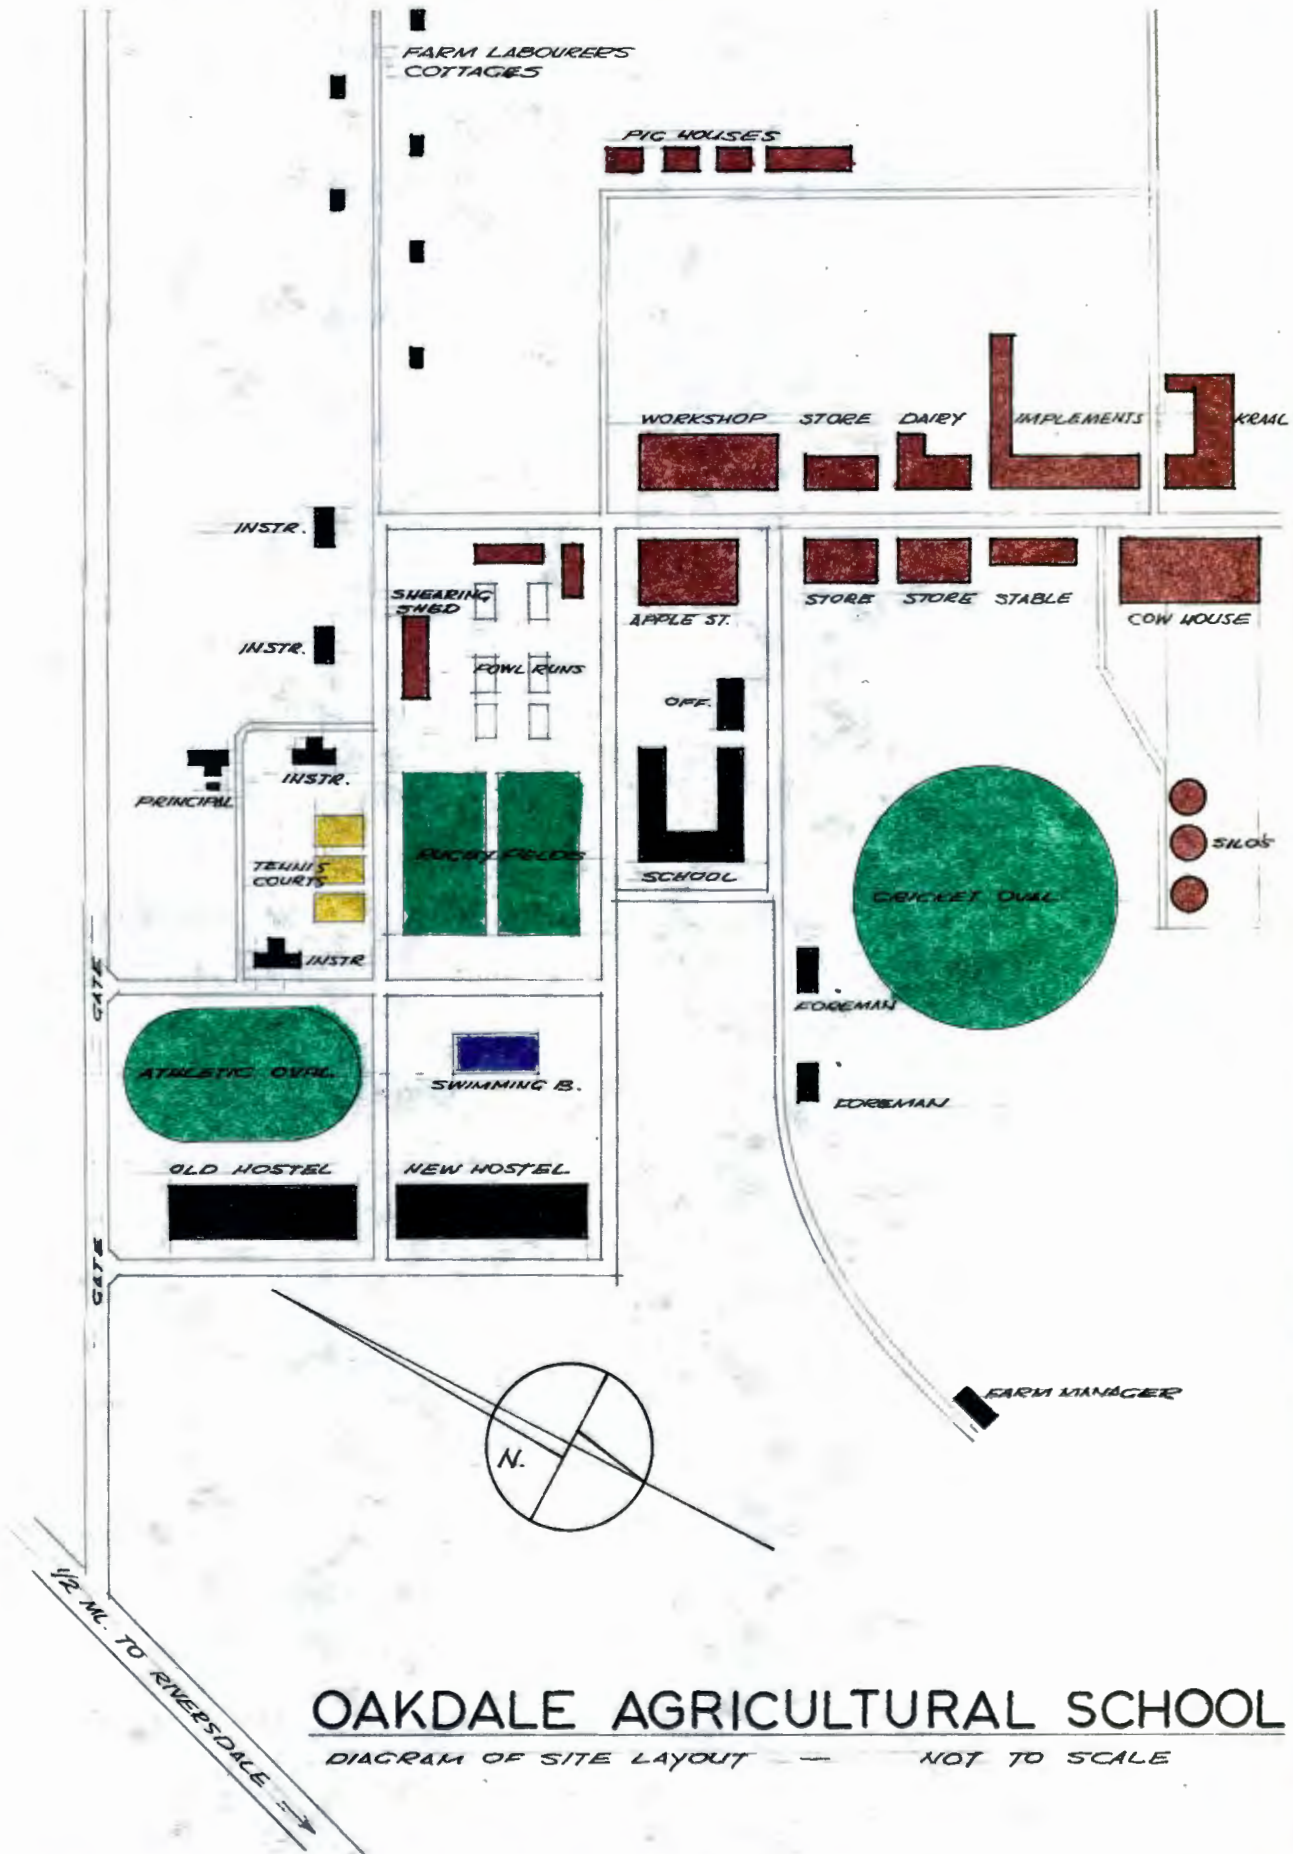 FARM LABOURER'S
COTTAGES
PIG HOUSES
WORKSHOP
STORE
DAIRY
IMPLEMENTS
KRAAL
INSTR.
SHEARING
SHED
APPLE ST.
STORE
STORE
STABLE
COW HOUSE
INSTR.
FOWL RUNS
OFF.
INSTR.
PRINCIPAL
TENNIS
COURTS
RUGBY FIELDS
SCHOOL
SILO'S
CRICKET OVAL
INSTR
GATE
FOREMAN
ATHLETIC OVAL
SWIMMING B.
FOREMAN
OLD HOSTEL
NEW HOSTEL
GATE
FARM MANAGER
N.
1/2 ML. TO RIVERSDALE
OAKDALE AGRICULTURAL SCHOOL
DIAGRAM OF SITE LAYOUT — NOT TO SCALE